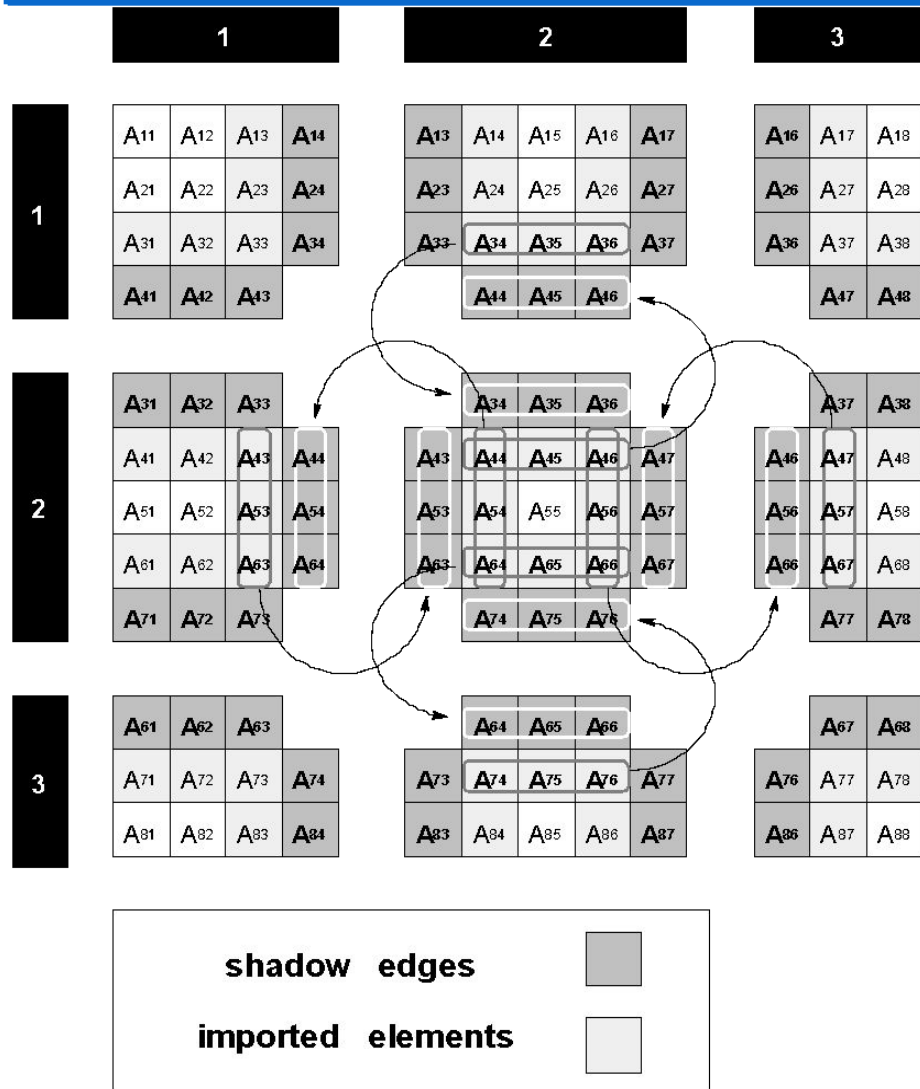 1 2 3
1
A11 A12 A13 A14 A13 A14 A15 A16 A17 A16 A17 A18
A21 A22 A23 A24 A23 A24 A25 A26 A27 A26 A27 A28
A31 A32 A33 A34 A33 A34 A35 A36 A37 A36 A37 A38
A41 A42 A43 A44 A45 A46 A47 A48
2
A31 A32 A33 A34 A35 A36 A37 A38
A41 A42 A43 A44 A43 A44 A45 A46 A47 A46 A47 A48
A51 A52 A53 A54 A53 A54 A55 A56 A57 A56 A57 A58
A61 A62 A63 A64 A63 A64 A65 A66 A67 A66 A67 A68
A71 A72 A73 A74 A75 A76 A77 A78
3
A61 A62 A63 A64 A65 A66 A67 A68
A71 A72 A73 A74 A73 A74 A75 A76 A77 A76 A77 A78
A81 A82 A83 A84 A83 A84 A85 A86 A87 A86 A87 A88
shadow edges
imported elements